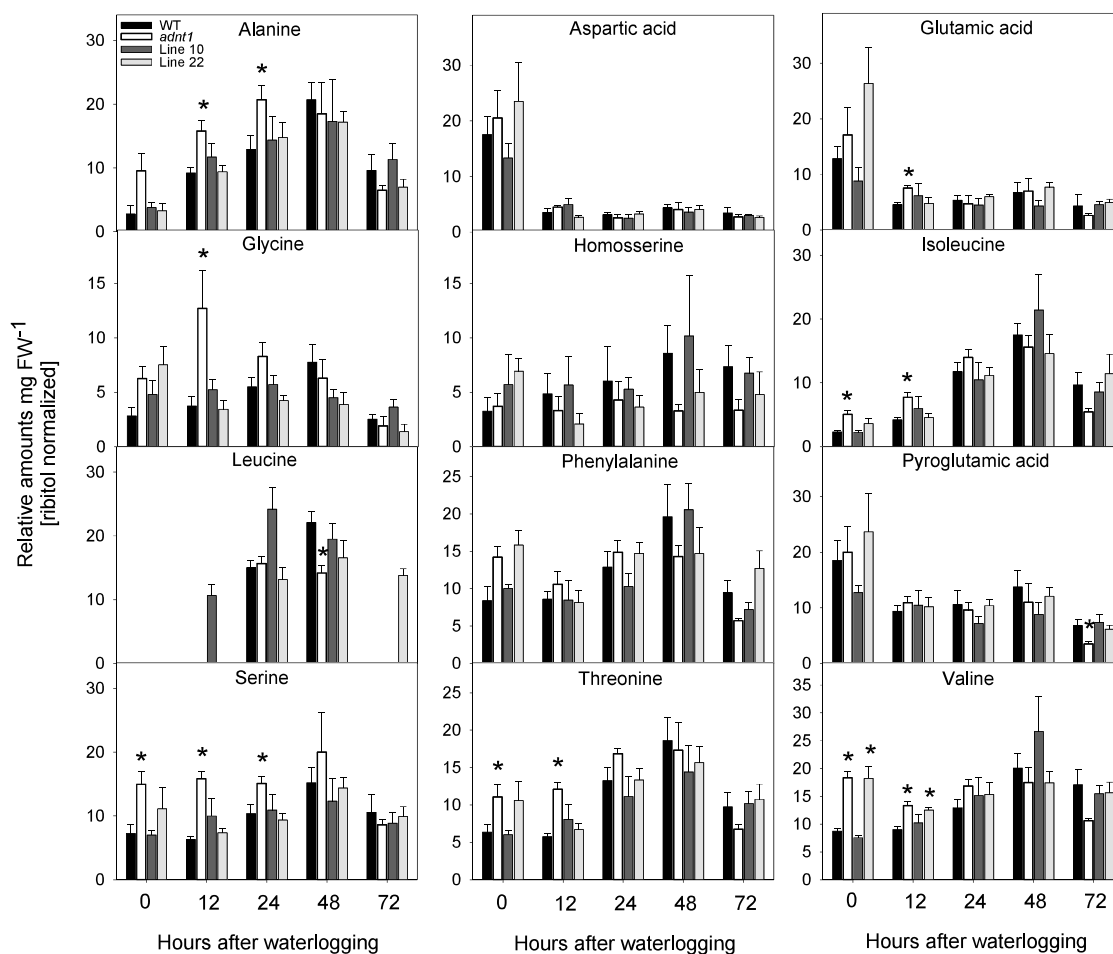 WT
adnt1
Line 10
Line 22
Alanine
Aspartic acid
Glutamic acid
30
20
10
0
* *
30
20
10
0
30
20
10
0
*
Glycine
Homosserine
Isoleucine
15
10
5
0
*
15
10
5
0
30
20
10
0
* *
Leucine
Phenylalanine
Pyroglutamic acid
30
20
10
0
*
25
20
15
10
5
0
30
20
10
0
*
Serine
Threonine
Valine
30
20
10
0
* * *
25
20
15
10
5
0
* *
35
30
25
20
15
10
5
0
* * * *
0 12 24 48 72
0 12 24 48 72
0 12 24 48 72
Hours after waterlogging
Hours after waterlogging
Hours after waterlogging
Relative amounts mg FW⁻¹
[ribitol normalized]